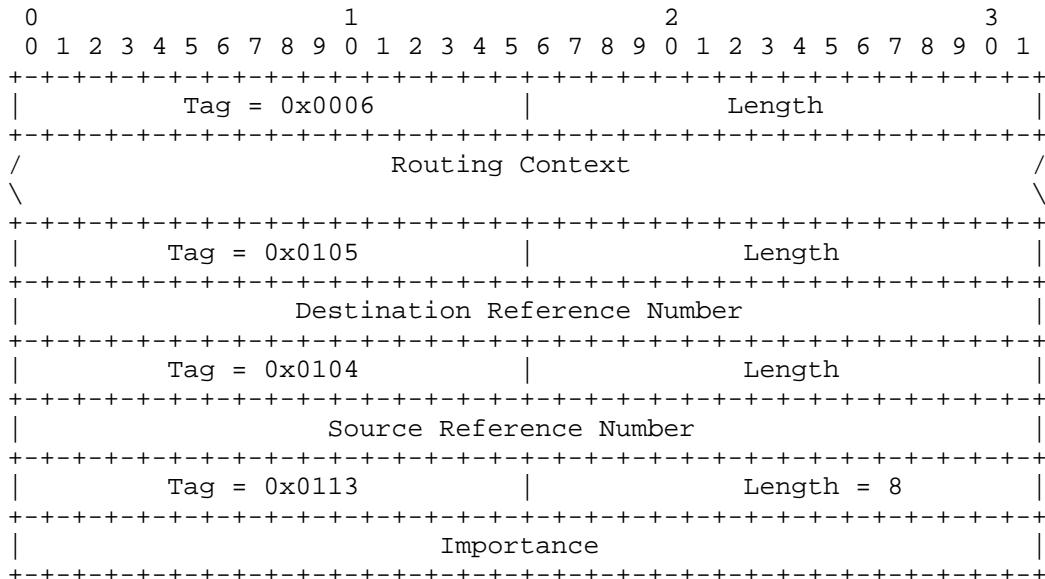 0                   1                   2                   3
 0 1 2 3 4 5 6 7 8 9 0 1 2 3 4 5 6 7 8 9 0 1 2 3 4 5 6 7 8 9 0 1
+-+-+-+-+-+-+-+-+-+-+-+-+-+-+-+-+-+-+-+-+-+-+-+-+-+-+-+-+-+-+-+-+
|          Tag = 0x0006         |            Length             |
+-+-+-+-+-+-+-+-+-+-+-+-+-+-+-+-+-+-+-+-+-+-+-+-+-+-+-+-+-+-+-+-+
/                       Routing Context                         /
\                                                               \
+-+-+-+-+-+-+-+-+-+-+-+-+-+-+-+-+-+-+-+-+-+-+-+-+-+-+-+-+-+-+-+-+
|         Tag = 0x0105          |             Length            |
+-+-+-+-+-+-+-+-+-+-+-+-+-+-+-+-+-+-+-+-+-+-+-+-+-+-+-+-+-+-+-+-+
|                 Destination Reference Number                  |
+-+-+-+-+-+-+-+-+-+-+-+-+-+-+-+-+-+-+-+-+-+-+-+-+-+-+-+-+-+-+-+-+
|         Tag = 0x0104          |             Length            |
+-+-+-+-+-+-+-+-+-+-+-+-+-+-+-+-+-+-+-+-+-+-+-+-+-+-+-+-+-+-+-+-+
|                   Source Reference Number                     |
+-+-+-+-+-+-+-+-+-+-+-+-+-+-+-+-+-+-+-+-+-+-+-+-+-+-+-+-+-+-+-+-+
|         Tag = 0x0113          |             Length = 8        |
+-+-+-+-+-+-+-+-+-+-+-+-+-+-+-+-+-+-+-+-+-+-+-+-+-+-+-+-+-+-+-+-+
|                          Importance                           |
+-+-+-+-+-+-+-+-+-+-+-+-+-+-+-+-+-+-+-+-+-+-+-+-+-+-+-+-+-+-+-+-+